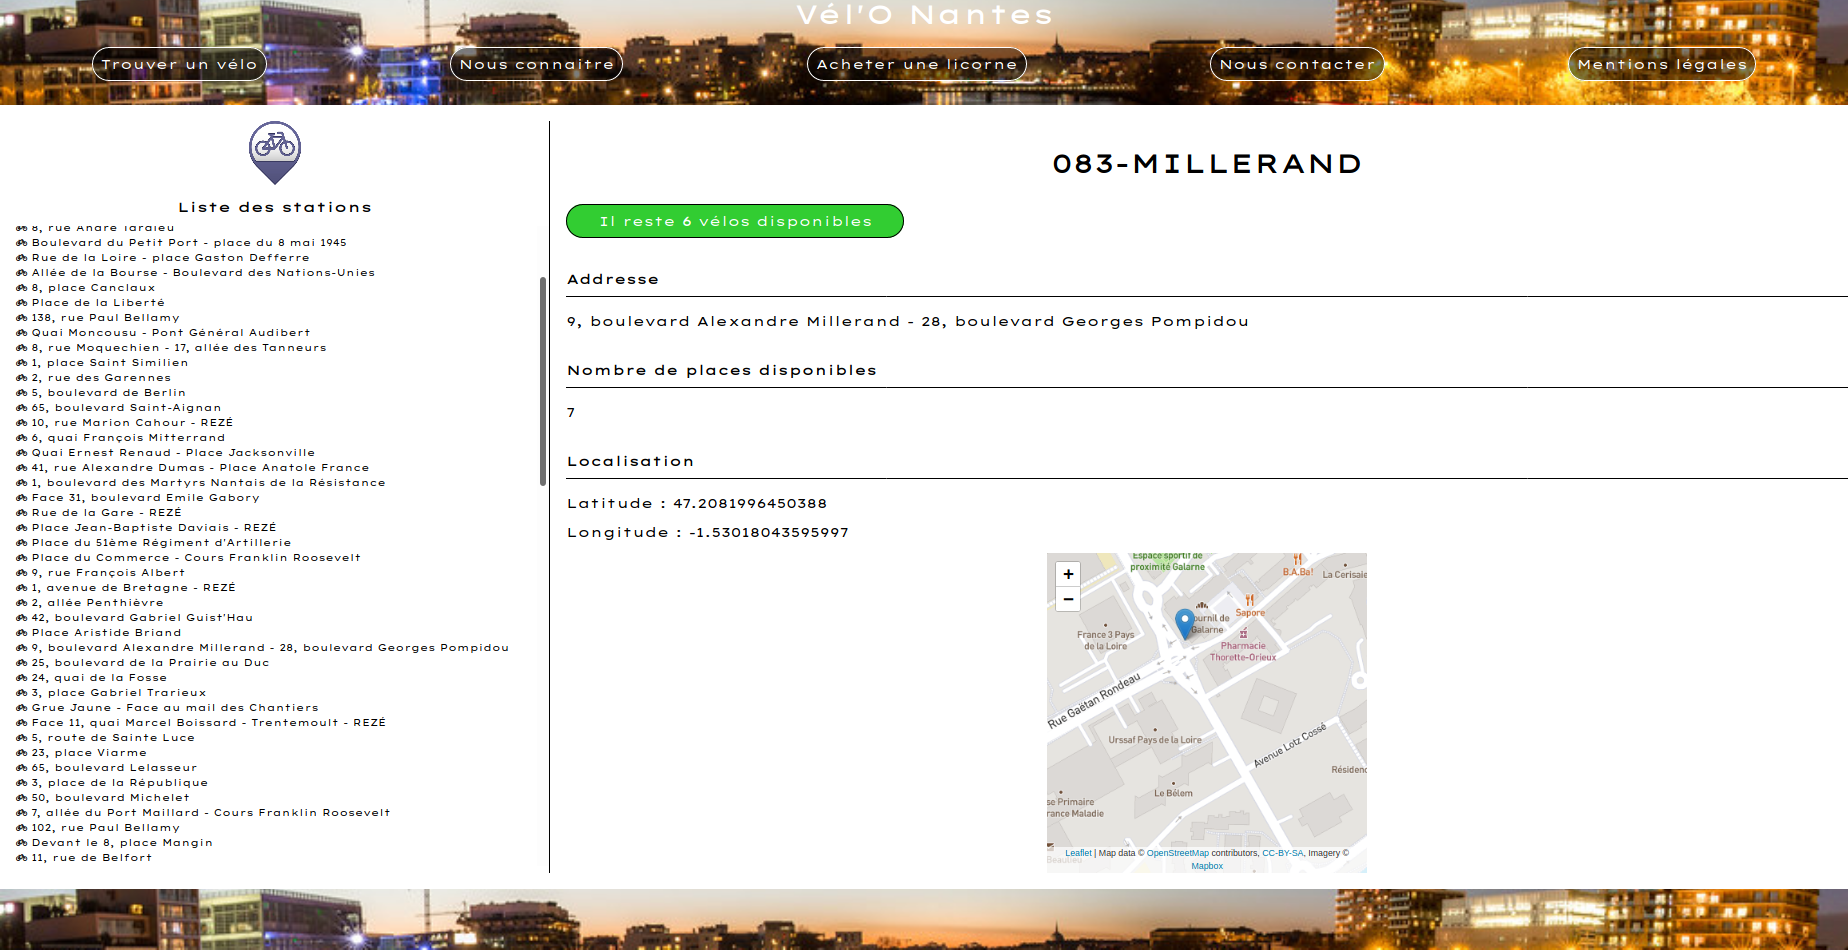 Vél'O Nantes
Trouver un vélo
Nous connaitre
Acheter une licorne
Nous contacter
Mentions légales
Liste des stations
8, rue André Tardieu
Boulevard du Petit Port - place du 8 mai 1945
Rue de la Loire - place Gaston Defferre
Allée de la Bourse - Boulevard des Nations-Unies
8, place Canclaux
Place de la Liberté
138, rue Paul Bellamy
Quai Moncousu - Pont Général Audibert
8, rue Moquechien - 17, allée des Tanneurs
1, place Saint Similien
2, rue des Garennes
5, boulevard de Berlin
65, boulevard Saint-Aignan
10, rue Marion Cahour - REZÉ
6, quai François Mitterrand
Quai Ernest Renaud - Place Jacksonville
41, rue Alexandre Dumas - Place Anatole France
1, boulevard des Martyrs Nantais de la Résistance
Face 31, boulevard Emile Gabory
Rue de la Gare - REZÉ
Place Jean-Baptiste Daviais - REZÉ
Place du 51ème Régiment d'Artillerie
Place du Commerce - Cours Franklin Roosevelt
9, rue François Albert
1, avenue de Bretagne - REZÉ
2, allée Penthièvre
42, boulevard Gabriel Guist'Hau
Place Aristide Briand
9, boulevard Alexandre Millerand - 28, boulevard Georges Pompidou
25, boulevard de la Prairie au Duc
24, quai de la Fosse
3, place Gabriel Trarieux
Grue Jaune - Face au mail des Chantiers
Face 11, quai Marcel Boissard - Trentemoult - REZÉ
5, route de Sainte Luce
23, place Viarme
65, boulevard Lelasseur
3, place de la République
50, boulevard Michelet
7, allée du Port Maillard - Cours Franklin Roosevelt
102, rue Paul Bellamy
Devant le 8, place Mangin
11, rue de Belfort
083-MILLERAND
Il reste 6 vélos disponibles
Addresse
9, boulevard Alexandre Millerand - 28, boulevard Georges Pompidou
Nombre de places disponibles
7
Localisation
Latitude : 47.2081996450388
Longitude : -1.53018043595997
+
−
Espace sportif de
proximité Galarne
B.A.Ba!
La Cerisaie
Sapore
ournil de
Galarne
France 3 Pays
de la Loire
Pharmacie
Thorette-Orieux
Rue Gaëtan Rondeau
Urssaf Pays de la Loire
Avenue Lotz Cossé
Résidenc
Le Bélem
se Primaire
rance Maladie
Beaulieu
Leaflet | Map data © OpenStreetMap contributors, CC-BY-SA, Imagery ©
Mapbox